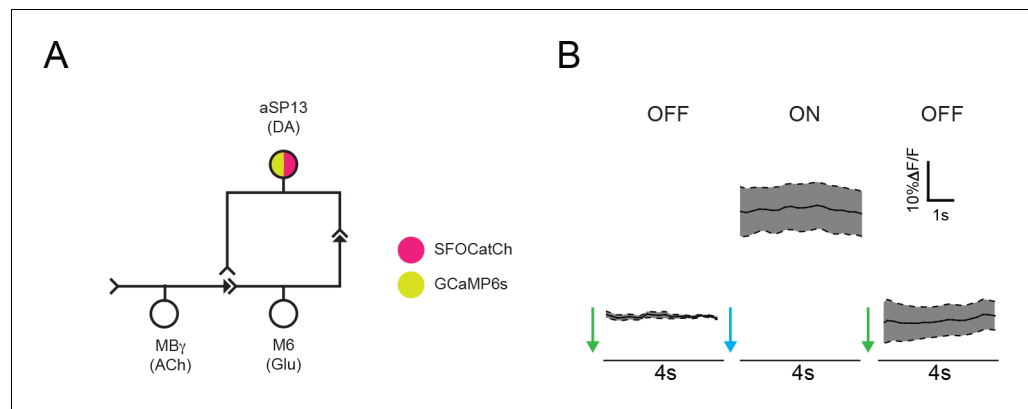 A
aSP13
(DA)
SFOCatCh
GCaMP6s
MBγ
(ACh)
M6
(Glu)
B
OFF
ON
OFF
10%ΔF/F
1s
4s
4s
4s